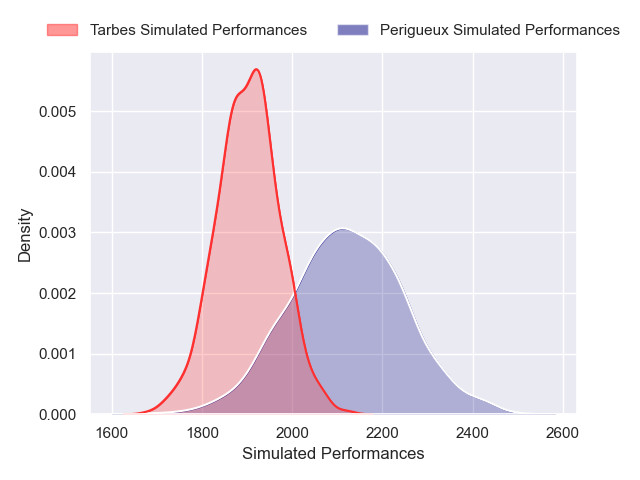 Tarbes Simulated Performances
Perigueux Simulated Performances
0.005
0.004
0.003
0.002
0.001
0.000
Density
1600 1800 2000 2200 2400 2600
Simulated Performances